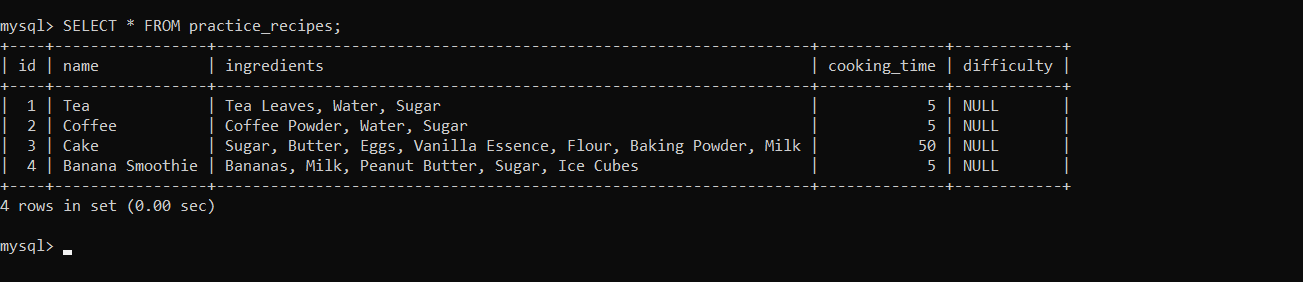 mysql> SELECT * FROM practice_recipes;
+----+-----------------+------------------------------------------------------------------+--------------+------------+
| id | name            | ingredients                                                      | cooking_time | difficulty |
+----+-----------------+------------------------------------------------------------------+--------------+------------+
|  1 | Tea             | Tea Leaves, Water, Sugar                                         |            5 | NULL       |
|  2 | Coffee          | Coffee Powder, Water, Sugar                                      |            5 | NULL       |
|  3 | Cake            | Sugar, Butter, Eggs, Vanilla Essence, Flour, Baking Powder, Milk |           50 | NULL       |
|  4 | Banana Smoothie | Bananas, Milk, Peanut Butter, Sugar, Ice Cubes                   |            5 | NULL       |
+----+-----------------+------------------------------------------------------------------+--------------+------------+
4 rows in set (0.00 sec)
mysql>